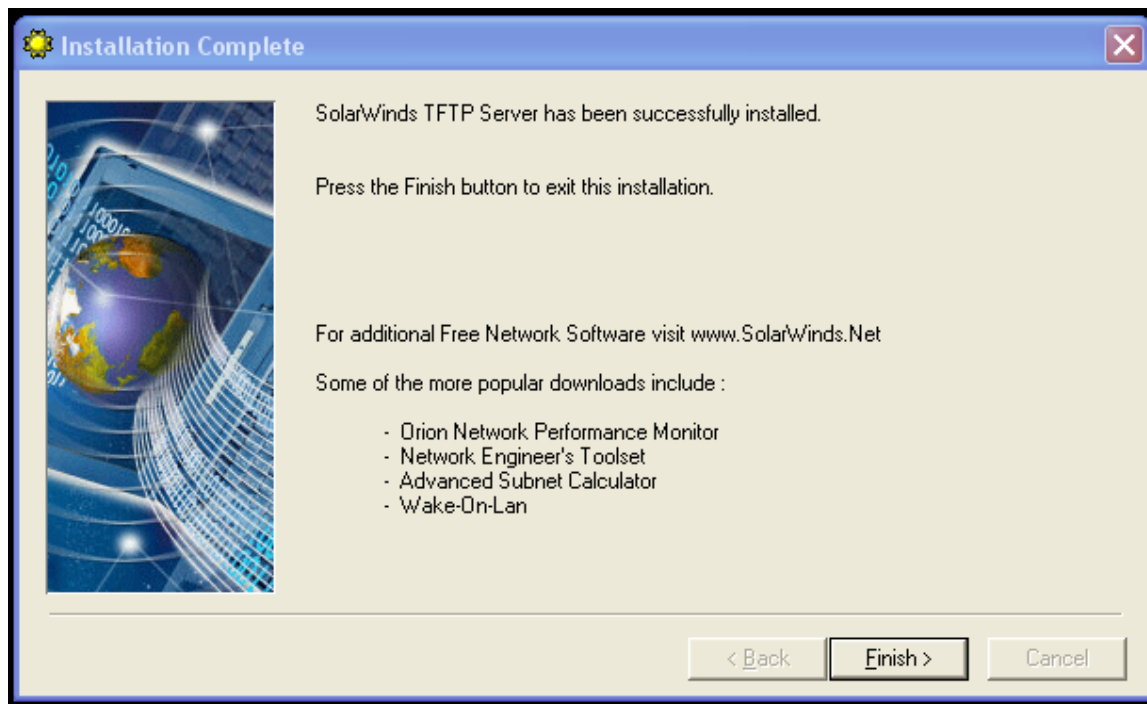 Installation Complete
SolarWinds TFTP Server has been successfully installed.
Press the Finish button to exit this installation.
For additional Free Network Software visit www.SolarWinds.Net
Some of the more popular downloads include :
- Orion Network Performance Monitor
- Network Engineer's Toolset
- Advanced Subnet Calculator
- Wake-On-Lan
< Back
Finish >
Cancel